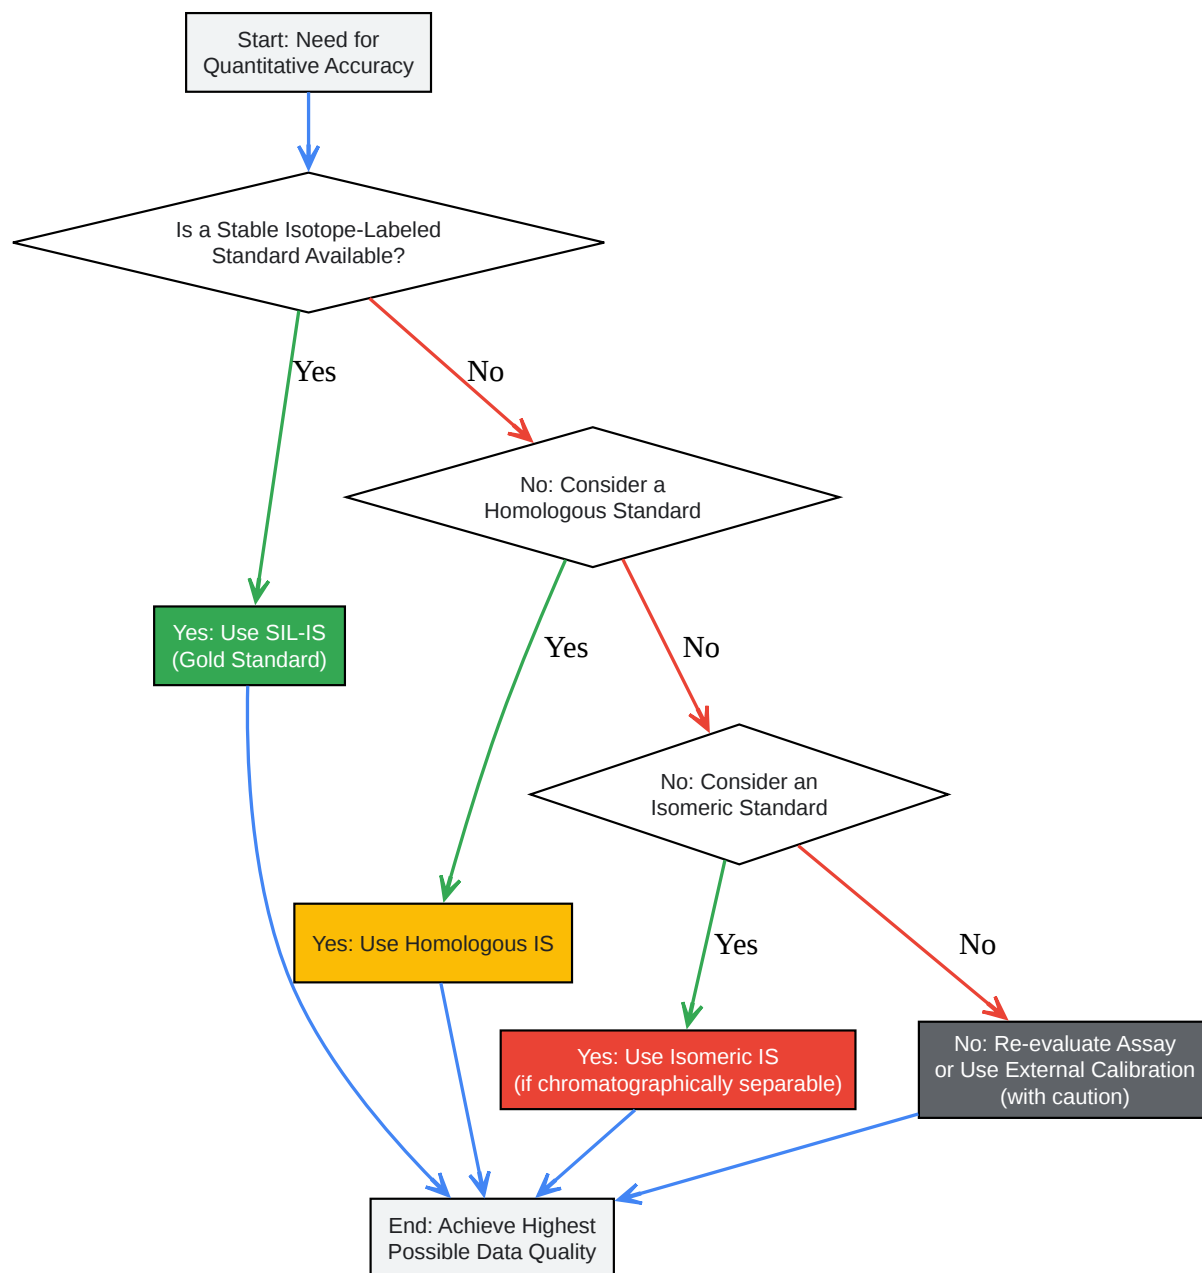 Start: Need for
Quantitative Accuracy
Is a Stable Isotope-Labeled
Standard Available?
Yes
No
No: Consider a
Homologous Standard
Yes: Use SIL-IS
(Gold Standard)
Yes
No
No: Consider an
Isomeric Standard
Yes: Use Homologous IS
Yes
No
Yes: Use Isomeric IS
(if chromatographically separable)
No: Re-evaluate Assay
or Use External Calibration
(with caution)
End: Achieve Highest
Possible Data Quality